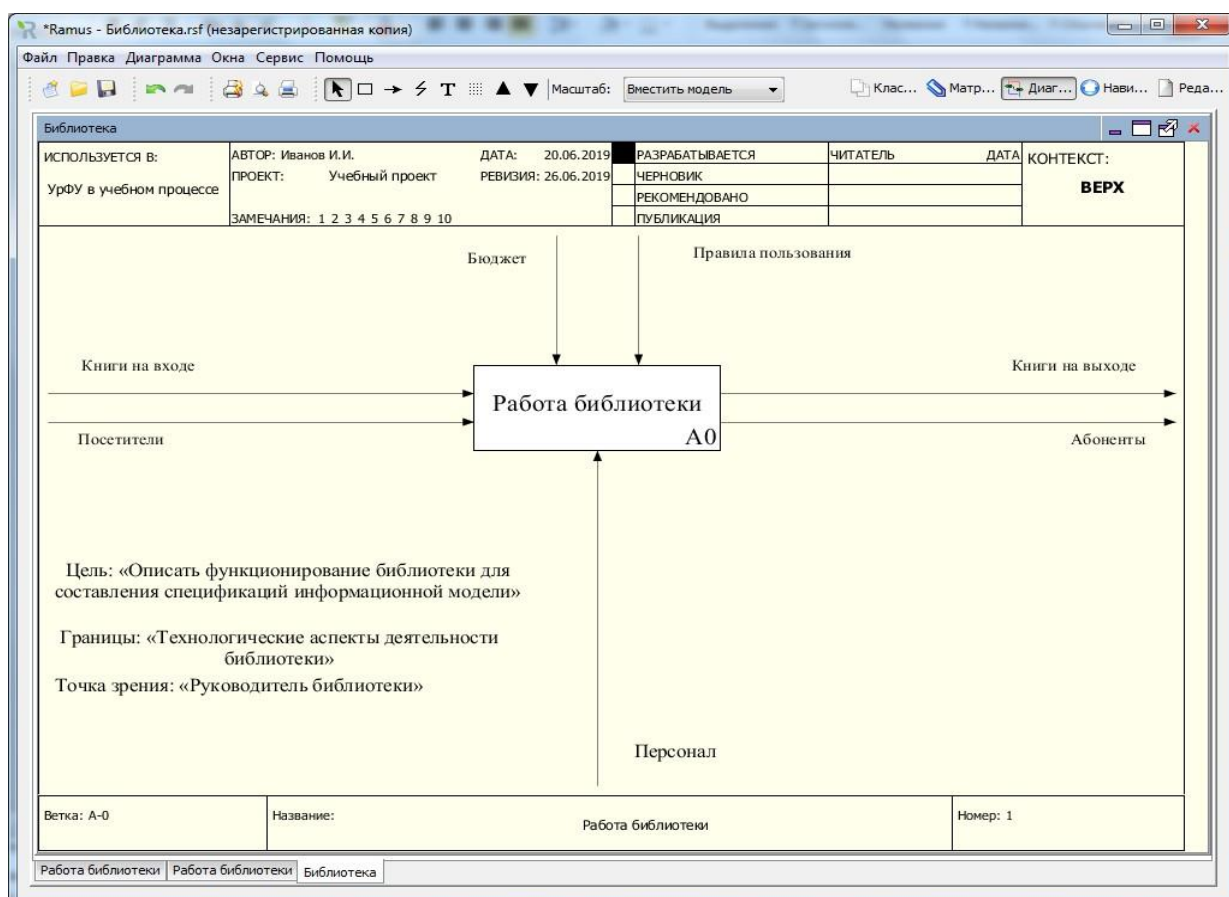 *Ramus - Библиотека.rsf (незарегистрированная копия)
Файл Правка Диаграмма Окна Сервис Помощь
T Масштаб: Вместить модель Клас... Матр... Диаг... Нави... Реда...
Библиотека
ИСПОЛЬЗУЕТСЯ В:
УрФУ в учебном процессе
АВТОР: Иванов И.И. ДАТА: 20.06.2019
ПРОЕКТ: Учебный проект РЕВИЗИЯ: 26.06.2019
ЗАМЕЧАНИЯ: 1 2 3 4 5 6 7 8 9 10
РАЗРАБАТЫВАЕТСЯ
ЧЕРНОВИК
РЕКОМЕНДОВАНО
ПУБЛИКАЦИЯ
ЧИТАТЕЛЬ ДАТА
КОНТЕКСТ:
ВЕРХ
Бюджет
Правила пользования
Книги на входе
Книги на выходе
Работа библиотеки
A0
Посетители
Абоненты
Цель: «Описать функционирование библиотеки для
составления спецификаций информационной модели»
Границы: «Технологические аспекты деятельности
библиотеки»
Точка зрения: «Руководитель библиотеки»
Персонал
Ветка: A-0
Название:
Работа библиотеки
Номер: 1
Работа библиотеки Работа библиотеки Библиотека